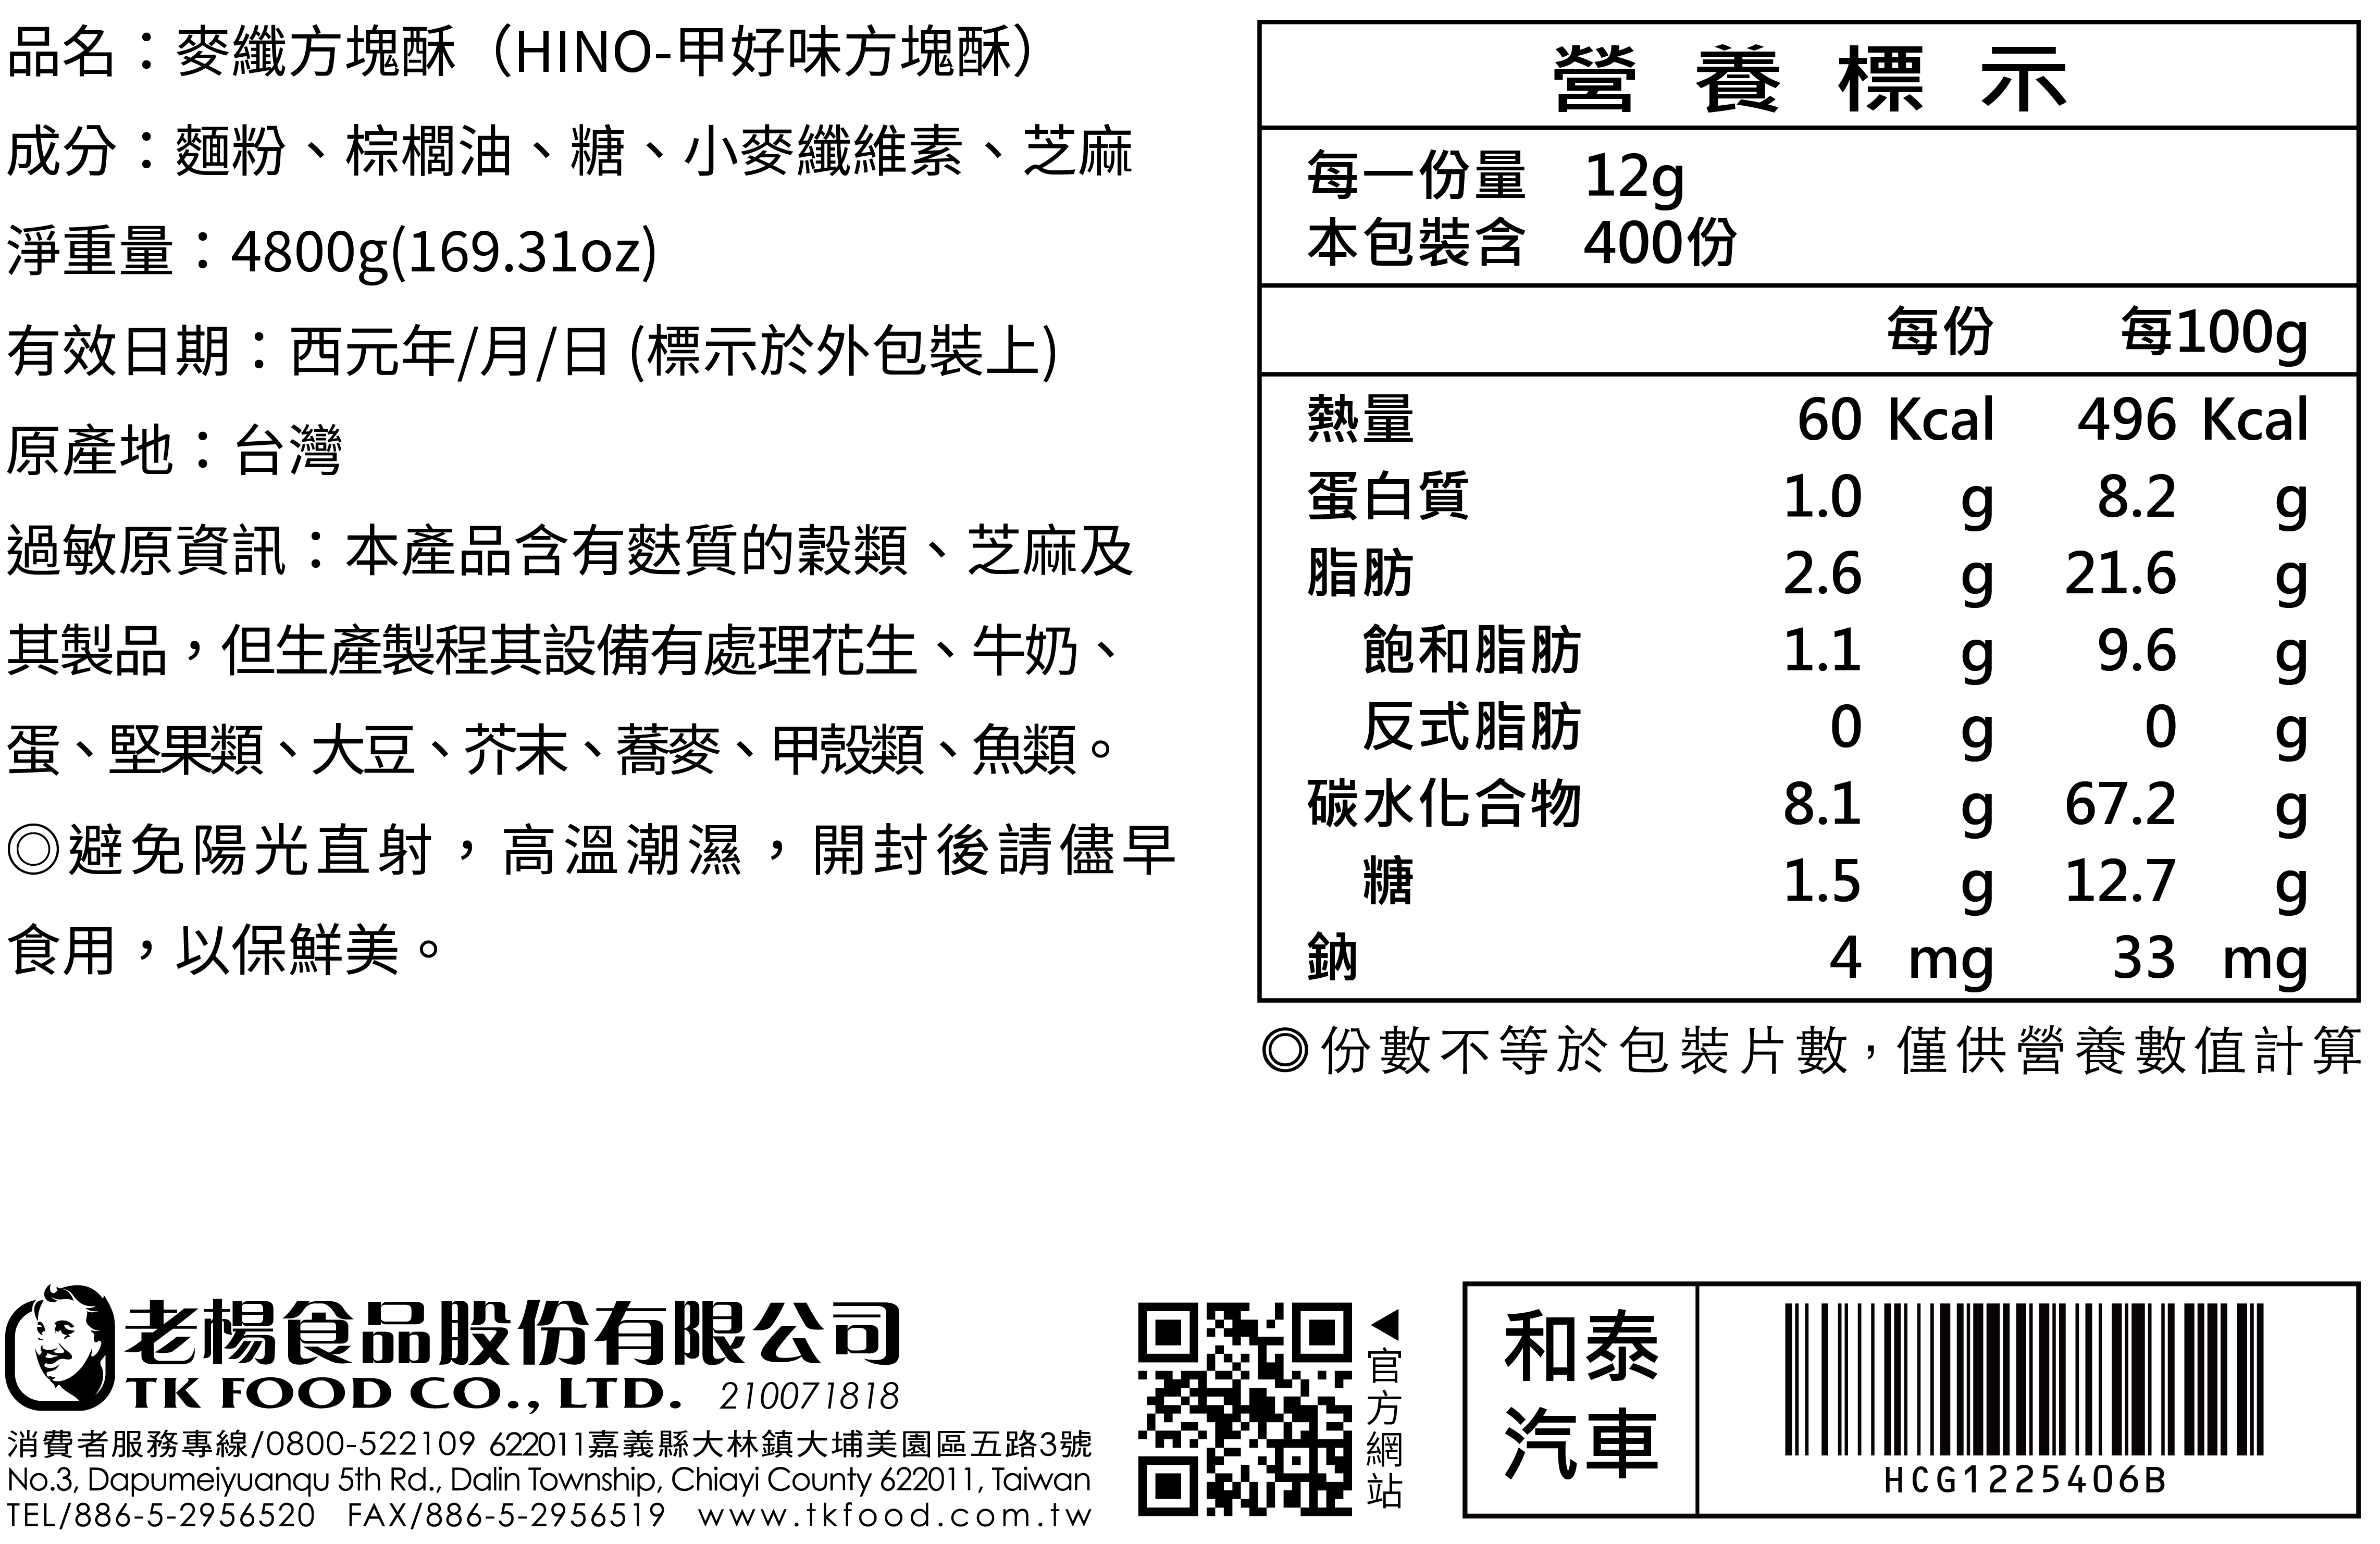 品名：麥纖方塊酥（HINO-甲好味方塊酥）
成分：麵粉、棕櫚油、糖、小麥纖維素、芝麻
淨重量：4800g(169.31oz)
有效日期：西元年/月/日 (標示於外包裝上)
原產地：台灣
過敏原資訊：本產品含有麩質的穀類、芝麻及
其製品，但生產製程其設備有處理花生、牛奶、
蛋、堅果類、大豆、芥末、蕎麥、甲殼類、魚類。
◎避免陽光直射，高溫潮濕，開封後請儘早
食用，以保鮮美。
營養標示
每一份量 12g
本包裝含 400份
每份 每100g
熱量 60 Kcal 496 Kcal
蛋白質 1.0 g 8.2 g
脂肪 2.6 g 21.6 g
飽和脂肪 1.1 g 9.6 g
反式脂肪 0 g 0 g
碳水化合物 8.1 g 67.2 g
糖 1.5 g 12.7 g
鈉 4 mg 33 mg
◎份數不等於包裝片數，僅供營養數值計算
老楊食品股份有限公司
TK FOOD CO., LTD. 210071818
消費者服務專線/0800-522109 622011嘉義縣大林鎮大埔美園區五路3號
No.3, Dapumeiyuanqu 5th Rd., Dalin Township, Chiayi County 622011, Taiwan
TEL/886-5-2956520 FAX/886-5-2956519 www.tkfood.com.tw
◀官方網站
和泰
汽車
HCG1225406B